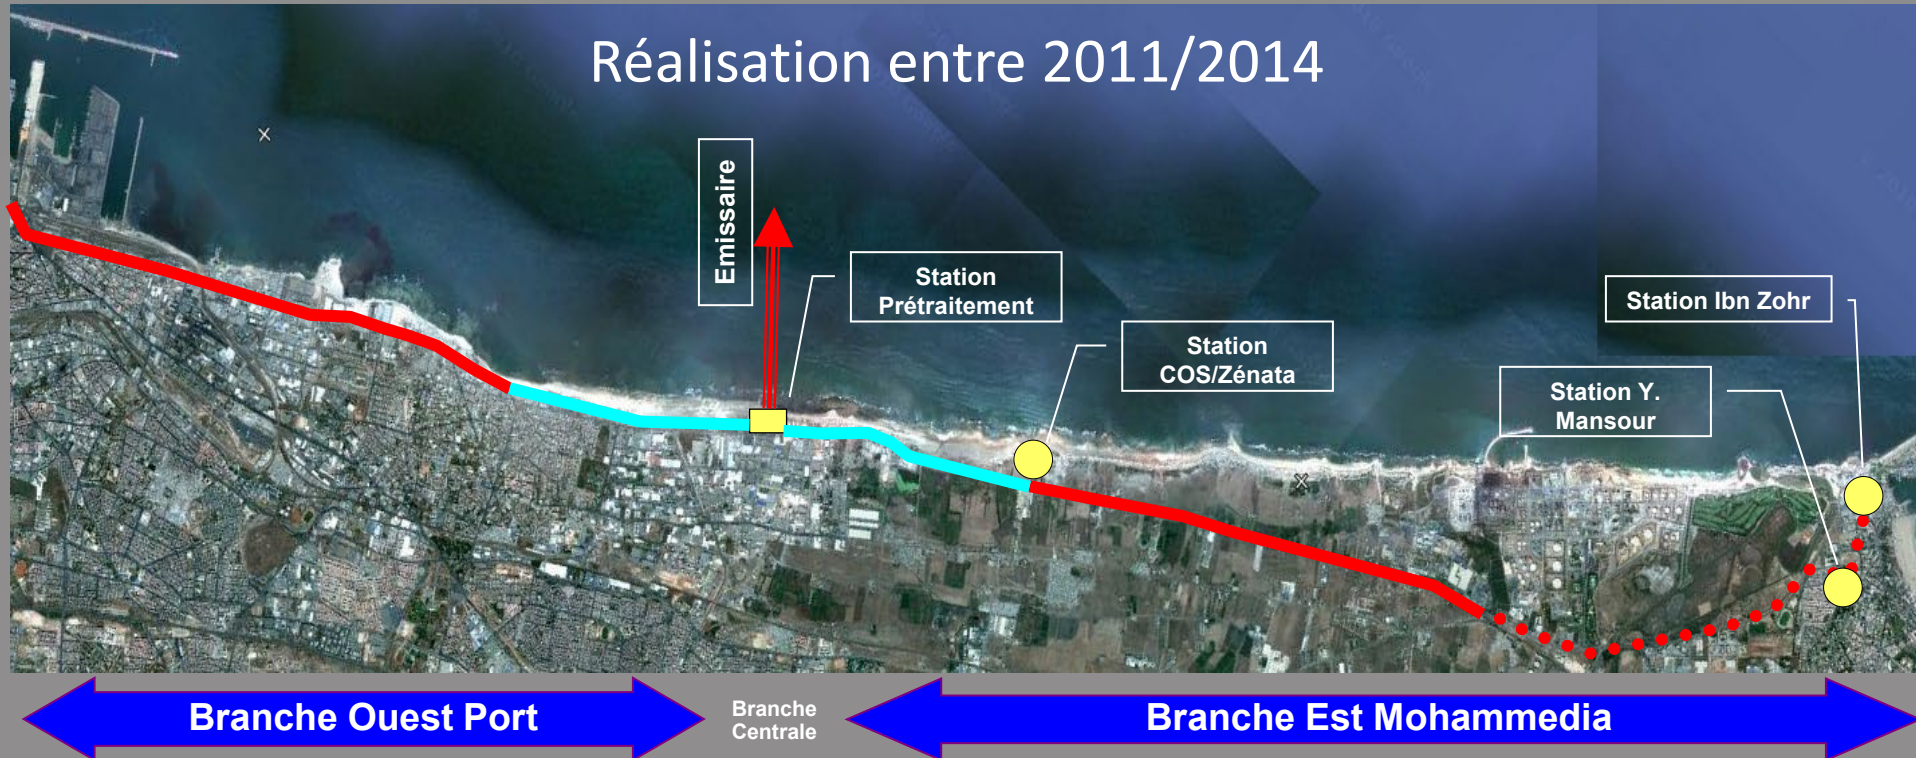 Réalisation entre 2011/2014
Emissaire
Station
Prétraitement
Station
COS/Zénata
Station Ibn Zohr
Station Y.
Mansour
Branche Ouest Port
Branche
Centrale
Branche Est Mohammedia